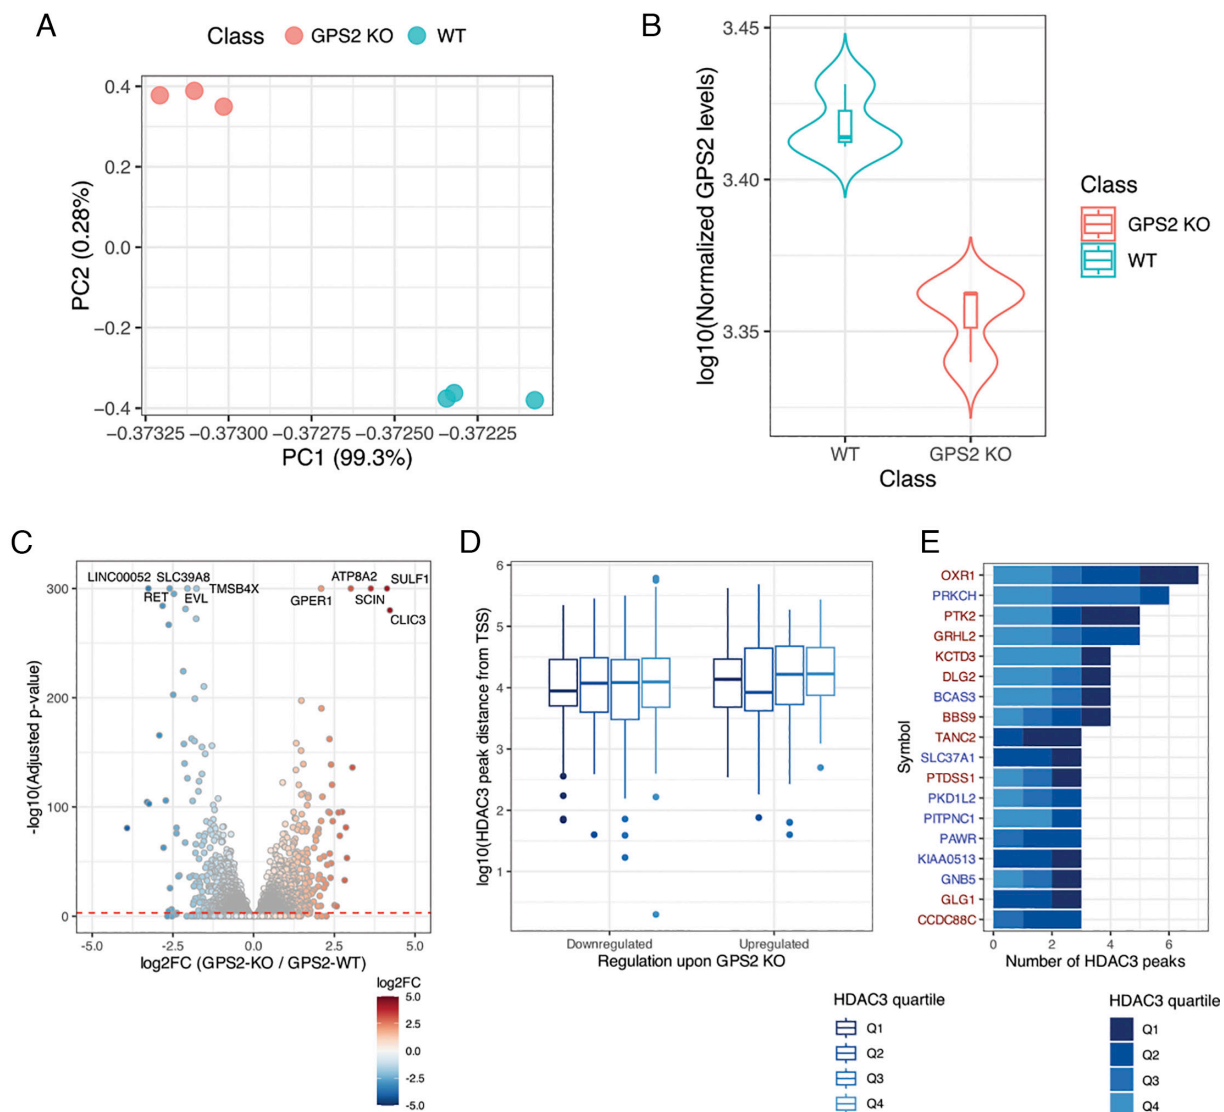 A
Class GPS2 KO WT
0.4
0.2
0.0
−0.2
−0.4
PC2 (0.28%)
−0.37325 −0.37300 −0.37275 −0.37250 −0.37225
PC1 (99.3%)
B
3.45
3.40
3.35
log10(Normalized GPS2 levels)
WT GPS2 KO
Class
Class
GPS2 KO
WT
C
300
200
100
0
-log10(Adjusted p-value)
LINC00052 SLC39A8
RET EVL TMSB4X
GPER1 ATP8A2 SULF1
SCIN
CLIC3
-5.0 -2.5 0.0 2.5 5.0
log2FC (GPS2-KO / GPS2-WT)
log2FC
5.0
2.5
0.0
-2.5
-5.0
D
6
5
4
3
2
1
log10(HDAC3 peak distance from TSS)
Downregulated Upregulated
Regulation upon GPS2 KO
HDAC3 quartile
Q1
Q2
Q3
Q4
E
Symbol
OXR1
PRKCH
PTK2
GRHL2
KCTD3
DLG2
BCAS3
BBS9
TANC2
SLC37A1
PTDSS1
PKD1L2
PITPNC1
PAWR
KIAA0513
GNB5
GLG1
CCDC88C
0 2 4 6
Number of HDAC3 peaks
HDAC3 quartile
Q1
Q2
Q3
Q4